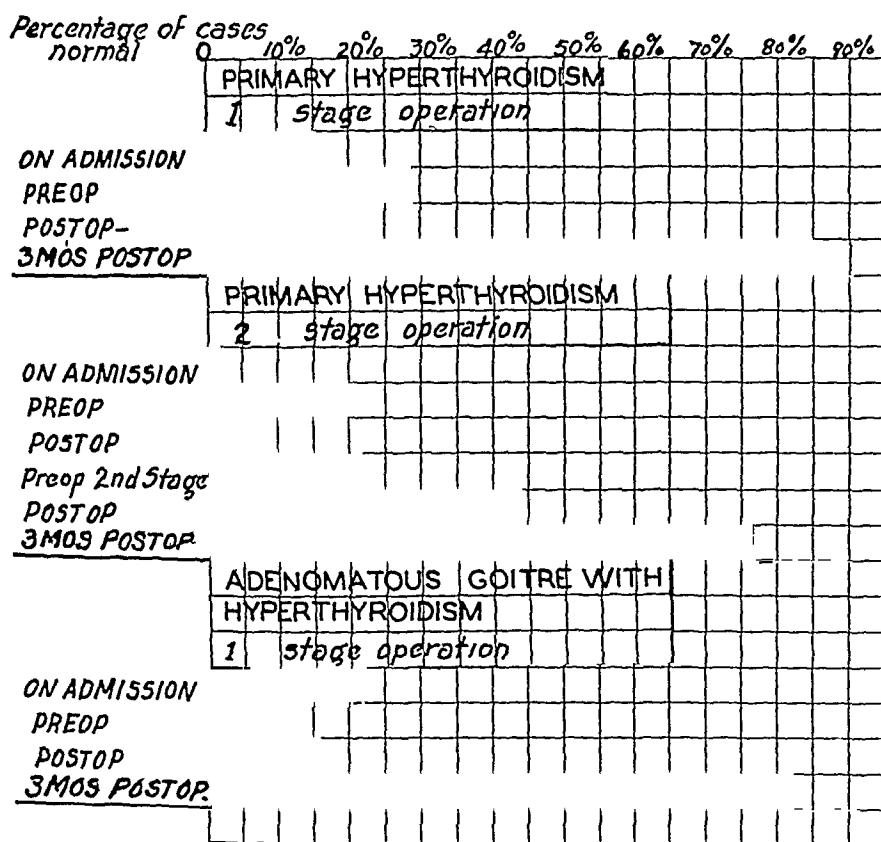 Percentage of cases
normal 0 10% 20% 30% 40% 50% 60% 70% 80% 90%
PRIMARY HYPERTHYROIDISM
1 stage operation
ON ADMISSION
PREOP
POSTOP-
3MOS POSTOP
PRIMARY HYPERTHYROIDISM
2 stage operation
ON ADMISSION
PREOP
POSTOP
Preop 2nd Stage
POSTOP
3MOS POSTOP.
ADENOMATOUS GOITRE WITH
HYPERTHYROIDISM
1 stage operation
ON ADMISSION
PREOP
POSTOP
3MOS POSTOP.